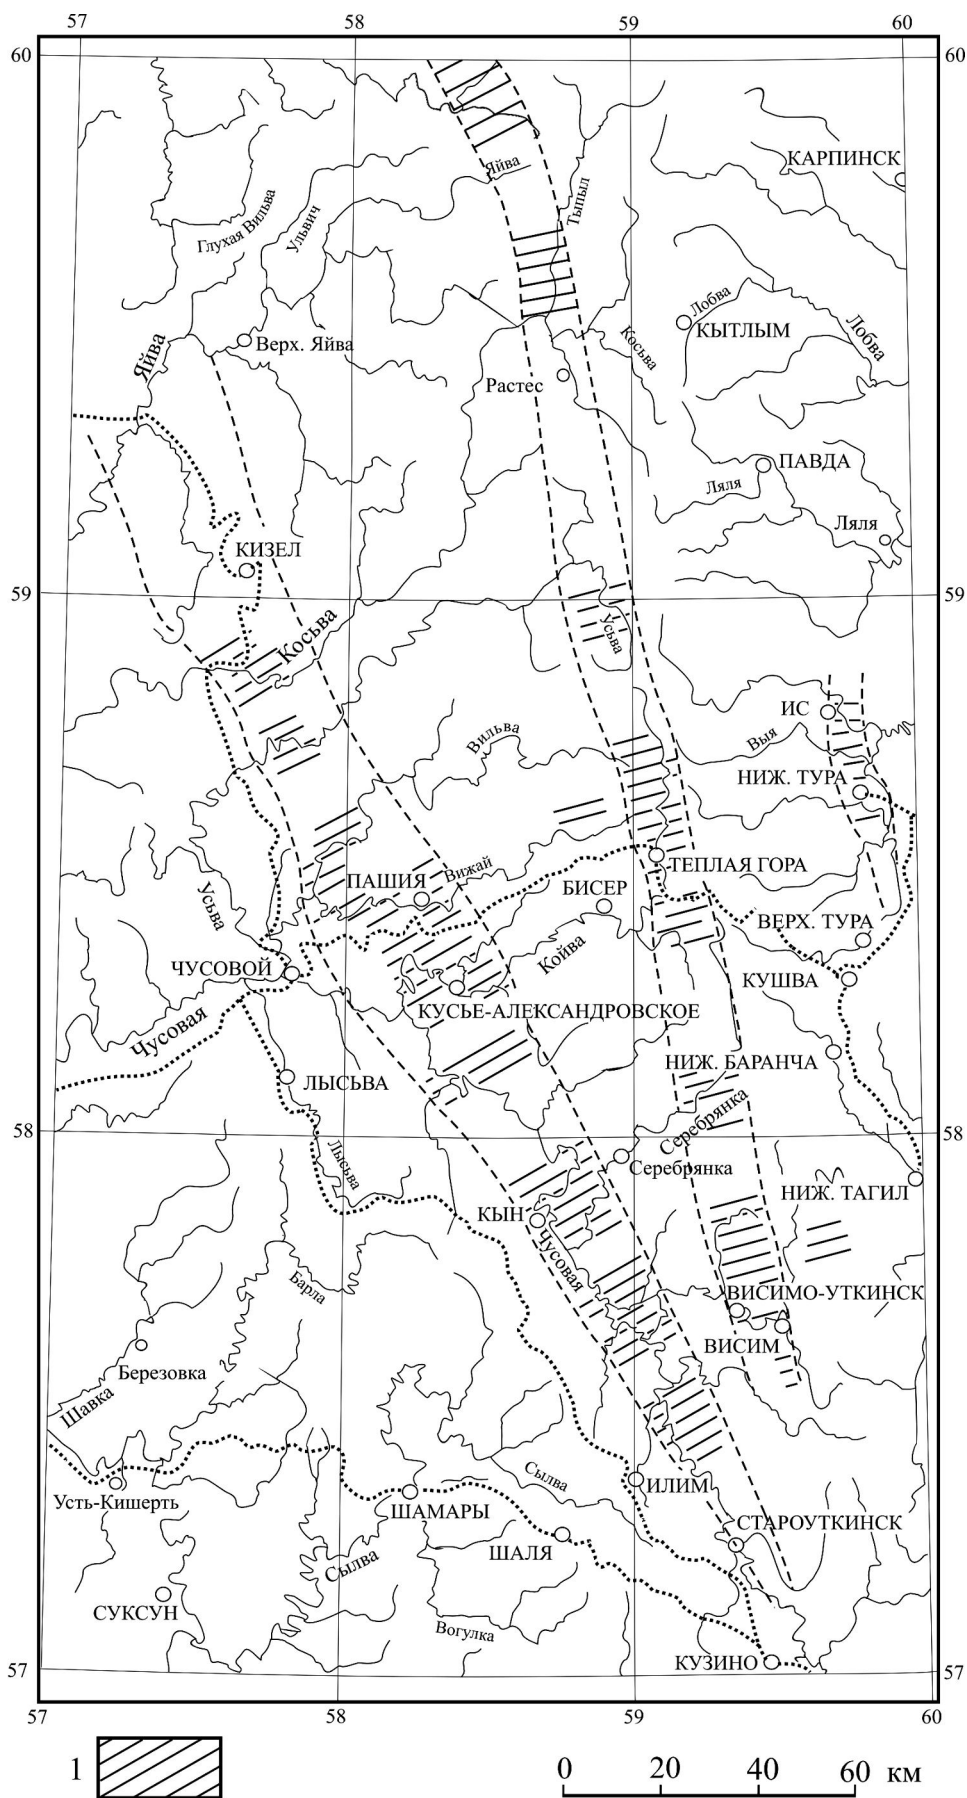 57 58 59 60
60 60
КАРПИНСК
Яйва
Тыпыл
Глухая Вильва
Ульвич
Лобва
КЫТЛЫМ
Лобва
Яйва
Верх. Яйва
Косьва
Растес
ПАВДА
Ляля
Ляля
КИЗЕЛ
59 59
Косьва
Усьва
ИС
Вильва
Выя
НИЖ. ТУРА
ТЕПЛАЯ ГОРА
Вижай
ПАШИЯ
БИСЕР
Усьва
ВЕРХ. ТУРА
Койва
ЧУСОВОЙ
КУШВА
КУСЬЕ-АЛЕКСАНДРОВСКОЕ
Чусовая
НИЖ. БАРАНЧА
ЛЫСЬВА
Серебрянка
58 58
Лысьва
Серебрянка
НИЖ. ТАГИЛ
КЫН
Чусовая
Барла
ВИСИМО-УТКИНСК
ВИСИМ
Березовка
Шавка
Сылва
ИЛИМ
Усть-Кишерть
ШАМАРЫ
СТАРОУТКИНСК
ШАЛЯ
Сылва
СУКСУН
Вогулка
КУЗИНО
57 57
57 58 59 60
1
0 20 40 60 км